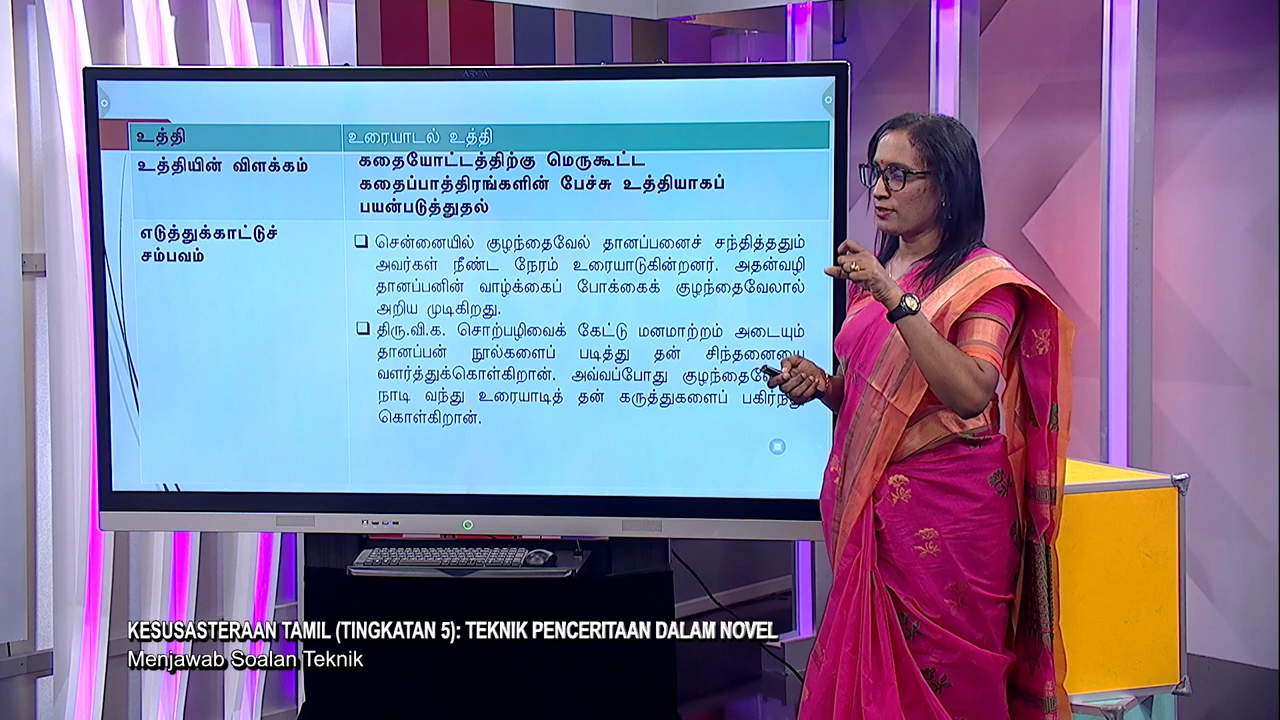 உத்தி
உரையாடல் உத்தி
உத்தியின் விளக்கம்
கதையோட்டத்திற்கு மெருகூட்ட
கதைப்பாத்திரங்களின் பேச்சு உத்தியாகப்
பயன்படுத்துதல்
எடுத்துக்காட்டுச்
சம்பவம்
சென்னையில் குழந்தைவேல் தானப்பனைச் சந்தித்ததும்
அவர்கள் நீண்ட நேரம் உரையாடுகின்றனர். அதன்வழி
தானப்பனின் வாழ்க்கைப் போக்கைக் குழந்தைவேலால்
அறிய முடிகிறது.
திரு.வி.க. சொற்பழிவைக் கேட்டு மனமாற்றம் அடையும்
தானப்பன் நூல்களைப் படித்து தன் சிந்தனையை
வளர்த்துக்கொள்கிறான். அவ்வப்போது
நாடி வந்து உரையாடித் தன் கருத்துகளைப் பகிர்ந்து
கொள்கிறான்.
KESUSASTERAAN TAMIL (TINGKATAN 5): TEKNIK PENCERITAAN DALAM NOVEL
Menjawab Soalan Teknik